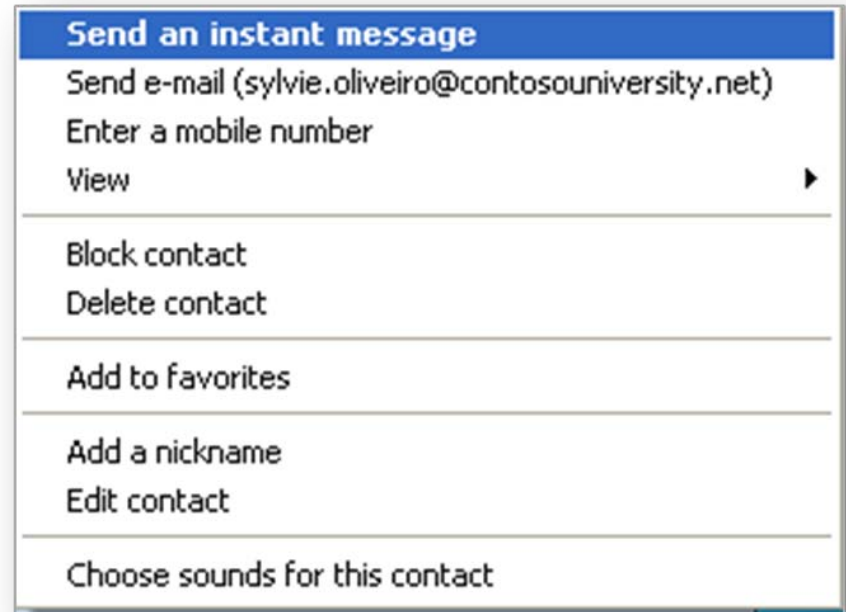 Send an instant message
Send e-mail (sylvie.oliveiro@contosouniversity.net)
Enter a mobile number
View
Block contact
Delete contact
Add to favorites
Add a nickname
Edit contact
Choose sounds for this contact